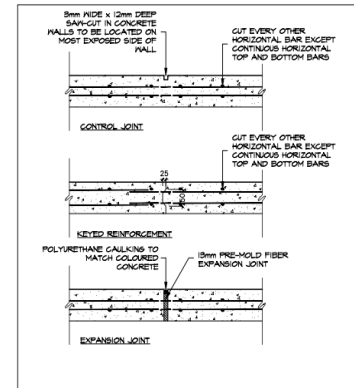 3mm WIDE x 12mm DEEP
SAW-CUT IN CONCRETE
WALLS TO BE LOCATED ON
MOST EXPOSED SIDE OF
WALL
CUT EVERY OTHER
HORIZONTAL BAR EXCEPT
CONTINUOUS HORIZONTAL
TOP AND BOTTOM BARS
CONTROL JOINT
CUT EVERY OTHER
HORIZONTAL BAR EXCEPT
CONTINUOUS HORIZONTAL
TOP AND BOTTOM BARS
25
KEYED REINFORCEMENT
POLYURETHANE CAULKING TO
MATCH COLOURED
CONCRETE
13mm PRE-MOLD FIBER
EXPANSION JOINT
EXPANSION JOINT